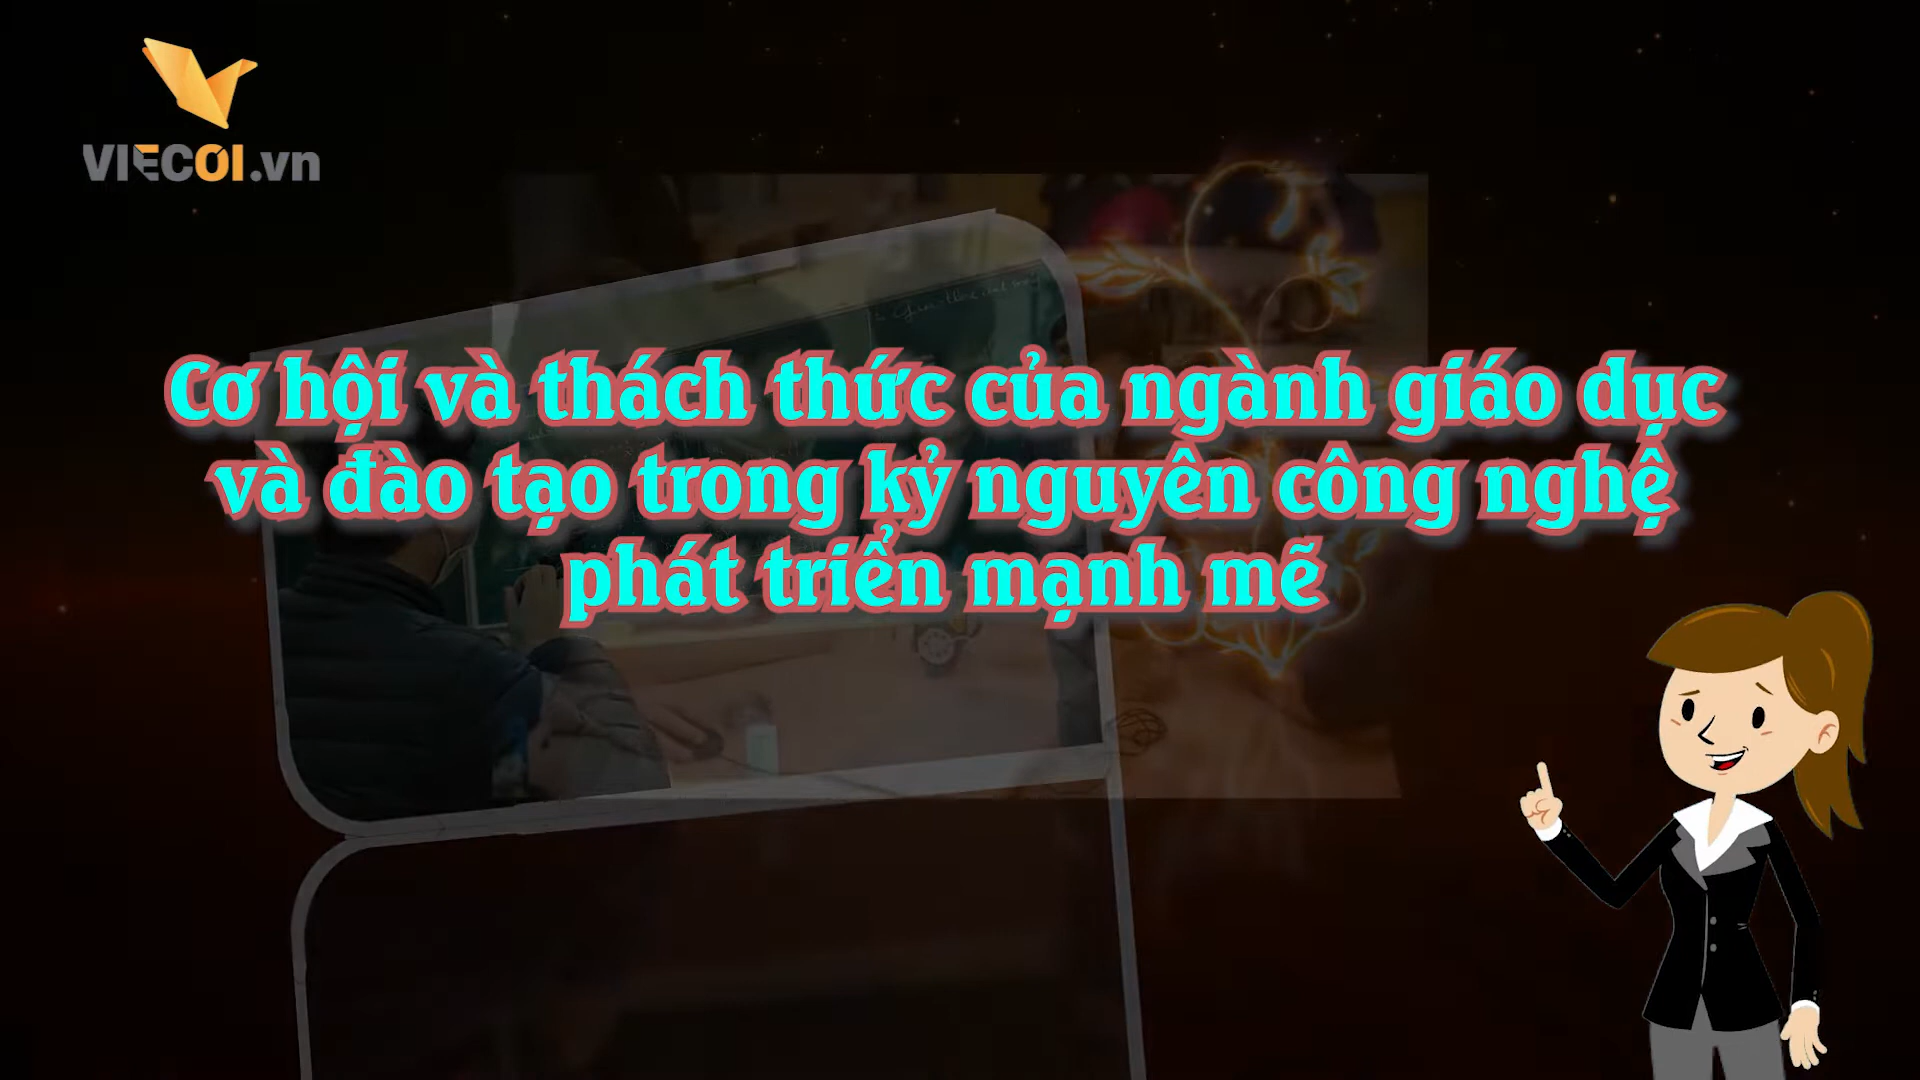 VIECOI.vn
Cơ hội và thách thức của ngành giáo dục
và đào tạo trong kỷ nguyên công nghệ
phát triển mạnh mẽ